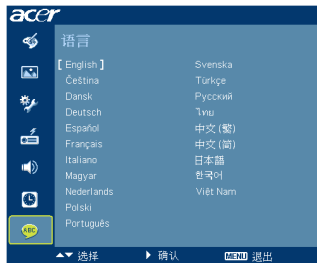 acer
语言
[ English ]
Čeština
Dansk
Deutsch
Español
Français
Italiano
Magyar
Nederlands
Polski
Português
Svenska
Türkçe
Русский
ไทย
中文 (繁)
中文 (简)
日本語
한국어
Việt Nam
ABC
▲▼ 选择 ▶ 确认 MENU 退出